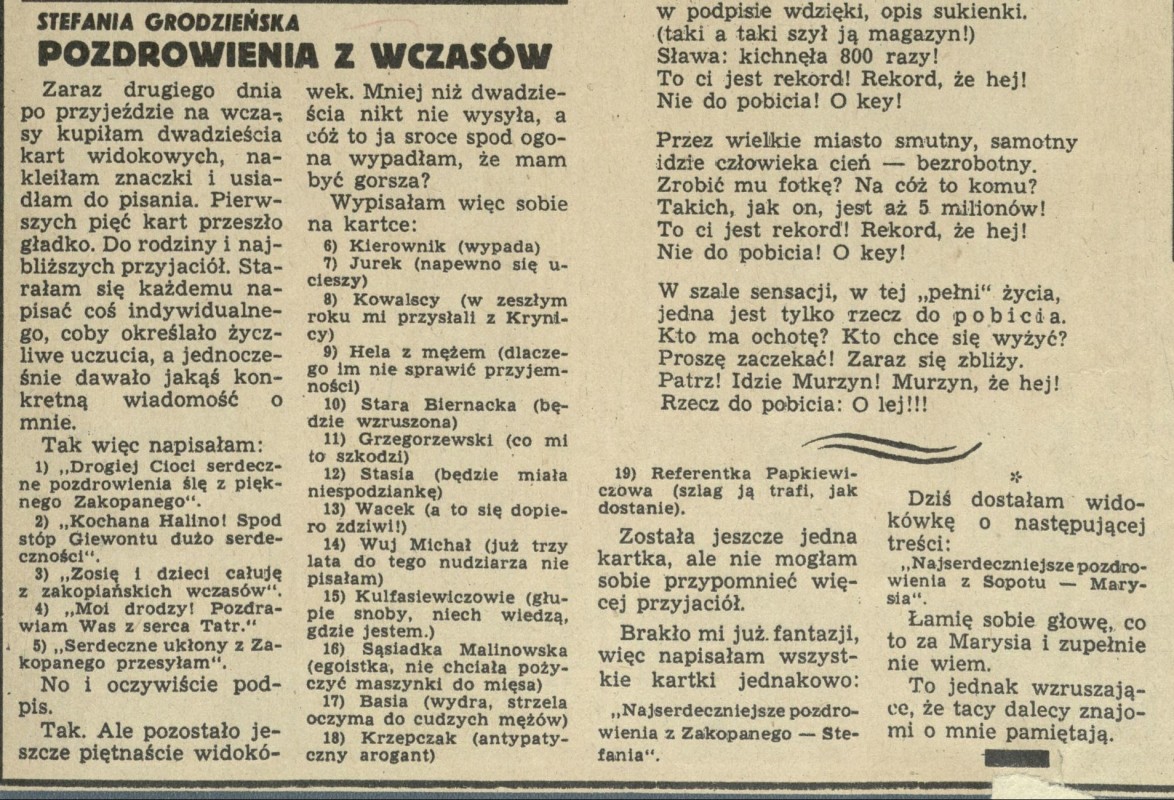 STEFANIA GRODZIEŃSKA
POZDROWIENIA Z WCZASÓW
Zaraz drugiego dnia
po przyjeździe na wcza-
sy kupiłam dwadzieścia
kart widokowych, na-
kleiłam znaczki i usia-
dłam do pisania. Pierw-
szych pięć kart przeszło
gładko. Do rodziny i naj-
bliższych przyjaciół. Sta-
rałam się każdemu na-
pisać coś indywidualne-
go, coby określało życz-
liwe uczucia, a jednocze-
śnie dawało jakąś kon-
kretną wiadomość o
mnie.
Tak więc napisałam:
1) „Drogiej Cioci serdecz-
ne pozdrowienia ślę z pięk-
nego Zakopanego“.
2) „Kochana Halino! Spod
stóp Giewontu dużo serde-
czności“.
3) „Zosię i dzieci całuję
z zakopiańskich wczasów“.
4) „Moi drodzy! Pozdra-
wiam Was z serca Tatr.“
5) „Serdeczne ukłony z Za-
kopanego przesyłam“.
No i oczywiście pod-
pis.
Tak. Ale pozostało je-
szcze piętnaście widokó-
wek. Mniej niż dwadzie-
ścia nikt nie wysyła, a
cóż to ja sroce spod ogo-
na wypadłam, że mam
być gorsza?
Wypisałam więc sobie
na kartce:
6) Kierownik (wypada)
7) Jurek (napewno się u-
cieszy)
8) Kowalscy (w zeszłym
roku mi przysłali z Kryni-
cy)
9) Hela z mężem (dlacze-
go im nie sprawić przyjem-
ności)
10) Stara Biernacka (bę-
dzie wzruszona)
11) Grzegorzewski (co mi
to szkodzi)
12) Stasia (będzie miała
niespodziankę)
13) Wacek (a to się dopie-
ro zdziwi!)
14) Wuj Michał (już trzy
lata do tego nudziarza nie
pisałam)
15) Kulfasiewiczowie (głu-
pie snoby, niech wiedzą,
gdzie jestem.)
16) Sąsiadka Malinowska
(egoistka, nie chciała poży-
czyć maszynki do mięsa)
17) Basia (wydra, strzela
oczyma do cudzych mężów)
18) Krzepczak (antypaty-
czny arogant)
19) Referentka Papkiewi-
czowa (szlag ją trafi, jak
dostanie).
Została jeszcze jedna
kartka, ale nie mogłam
sobie przypomnieć wię-
cej przyjaciół.
Brakło mi już fantazji,
więc napisałam wszyst-
kie kartki jednakowo:
„Najserdeczniejsze pozdro-
wienia z Zakopanego — Ste-
fania“.
*
Dziś dostałam wido-
kówkę o następującej
treści:
„Najserdeczniejsze pozdro-
wienia z Sopotu — Mary-
sia“.
Łamię sobie głowę, co
to za Marysia i zupełnie
nie wiem.
To jednak wzruszają-
ce, że tacy dalecy znajo-
mi o mnie pamiętają.
w podpisie wdzięki, opis sukienki.
(taki a taki szył ją magazyn!)
Sława: kichnęła 800 razy!
To ci jest rekord! Rekord, że hej!
Nie do pobicia! O key!
Przez wielkie miasto smutny, samotny
idzie człowieka cień — bezrobotny.
Zrobić mu fotkę? Na cóż to komu?
Takich, jak on, jest aż 5 milionów!
To ci jest rekord! Rekord, że hej!
Nie do pobicia! O key!
W szale sensacji, w tej „pełni“ życia,
jedna jest tylko rzecz do pobicia.
Kto ma ochotę? Kto chce się wyżyć?
Proszę zaczekać! Zaraz się zbliży.
Patrz! Idzie Murzyn! Murzyn, że hej!
Rzecz do pobicia: O lej!!!